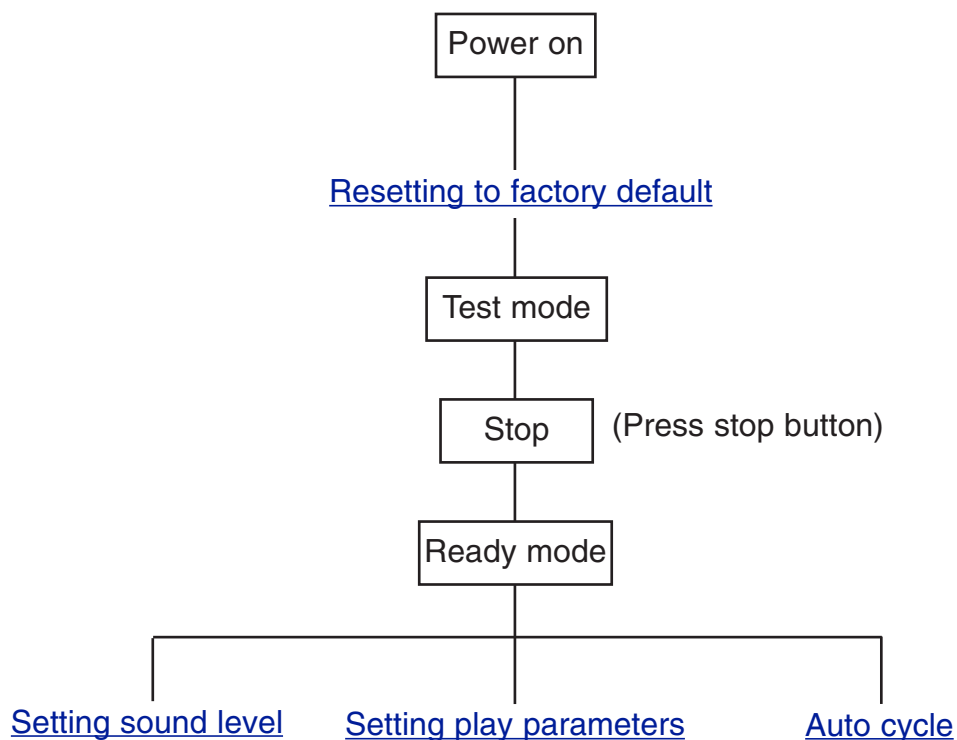 Power on
Resetting to factory default
Test mode
Stop
(Press stop button)
Ready mode
Setting sound level
Setting play parameters
Auto cycle